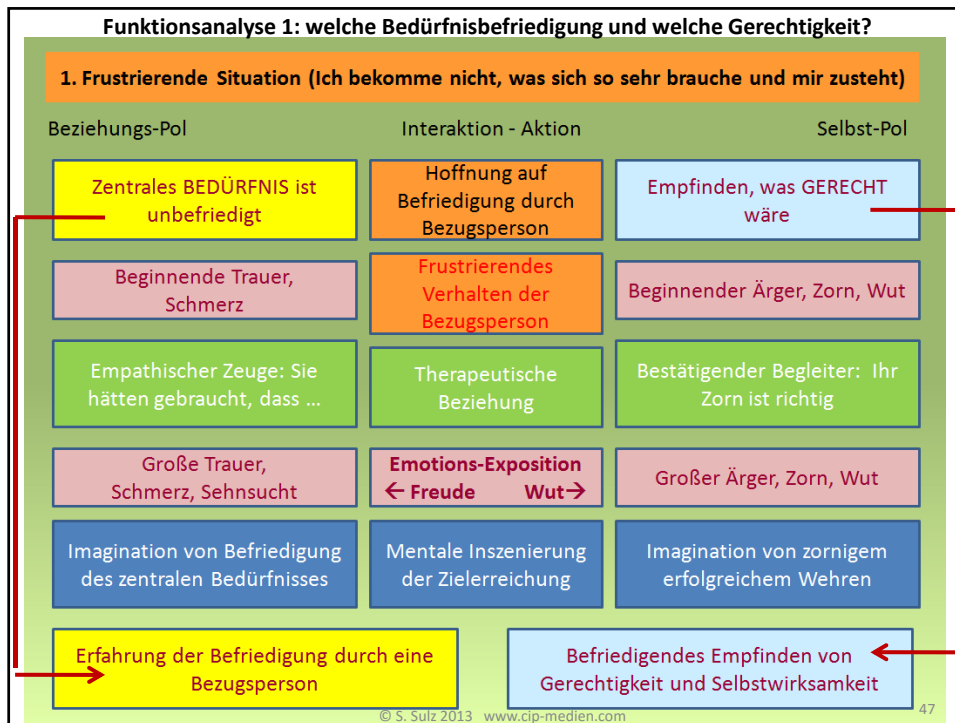 Funktionsanalyse 1: welche Bedürfnisbefriedigung und welche Gerechtigkeit?
1. Frustrierende Situation (Ich bekomme nicht, was sich so sehr brauche und mir zusteht)
Beziehungs-Pol
Interaktion - Aktion
Selbst-Pol
Zentrales BEDÜRFNIS ist
unbefriedigt
Hoffnung auf
Befriedigung durch
Bezugsperson
Empfinden, was GERECHT
wäre
Beginnende Trauer,
Schmerz
Frustrierendes
Verhalten der
Bezugsperson
Beginnender Ärger, Zorn, Wut
Empathischer Zeuge: Sie
hätten gebraucht, dass ...
Therapeutische
Beziehung
Bestätigender Begleiter: Ihr
Zorn ist richtig
Große Trauer,
Schmerz, Sehnsucht
Emotions-Exposition
← Freude Wut→
Großer Ärger, Zorn, Wut
Imagination von Befriedigung
des zentralen Bedürfnisses
Mentale Inszenierung
der Zielerreichung
Imagination von zornigem
erfolgreichem Wehren
Erfahrung der Befriedigung durch eine
Bezugsperson
Befriedigendes Empfinden von
Gerechtigkeit und Selbstwirksamkeit
© S. Sulz 2013 www.cip-medien.com
47